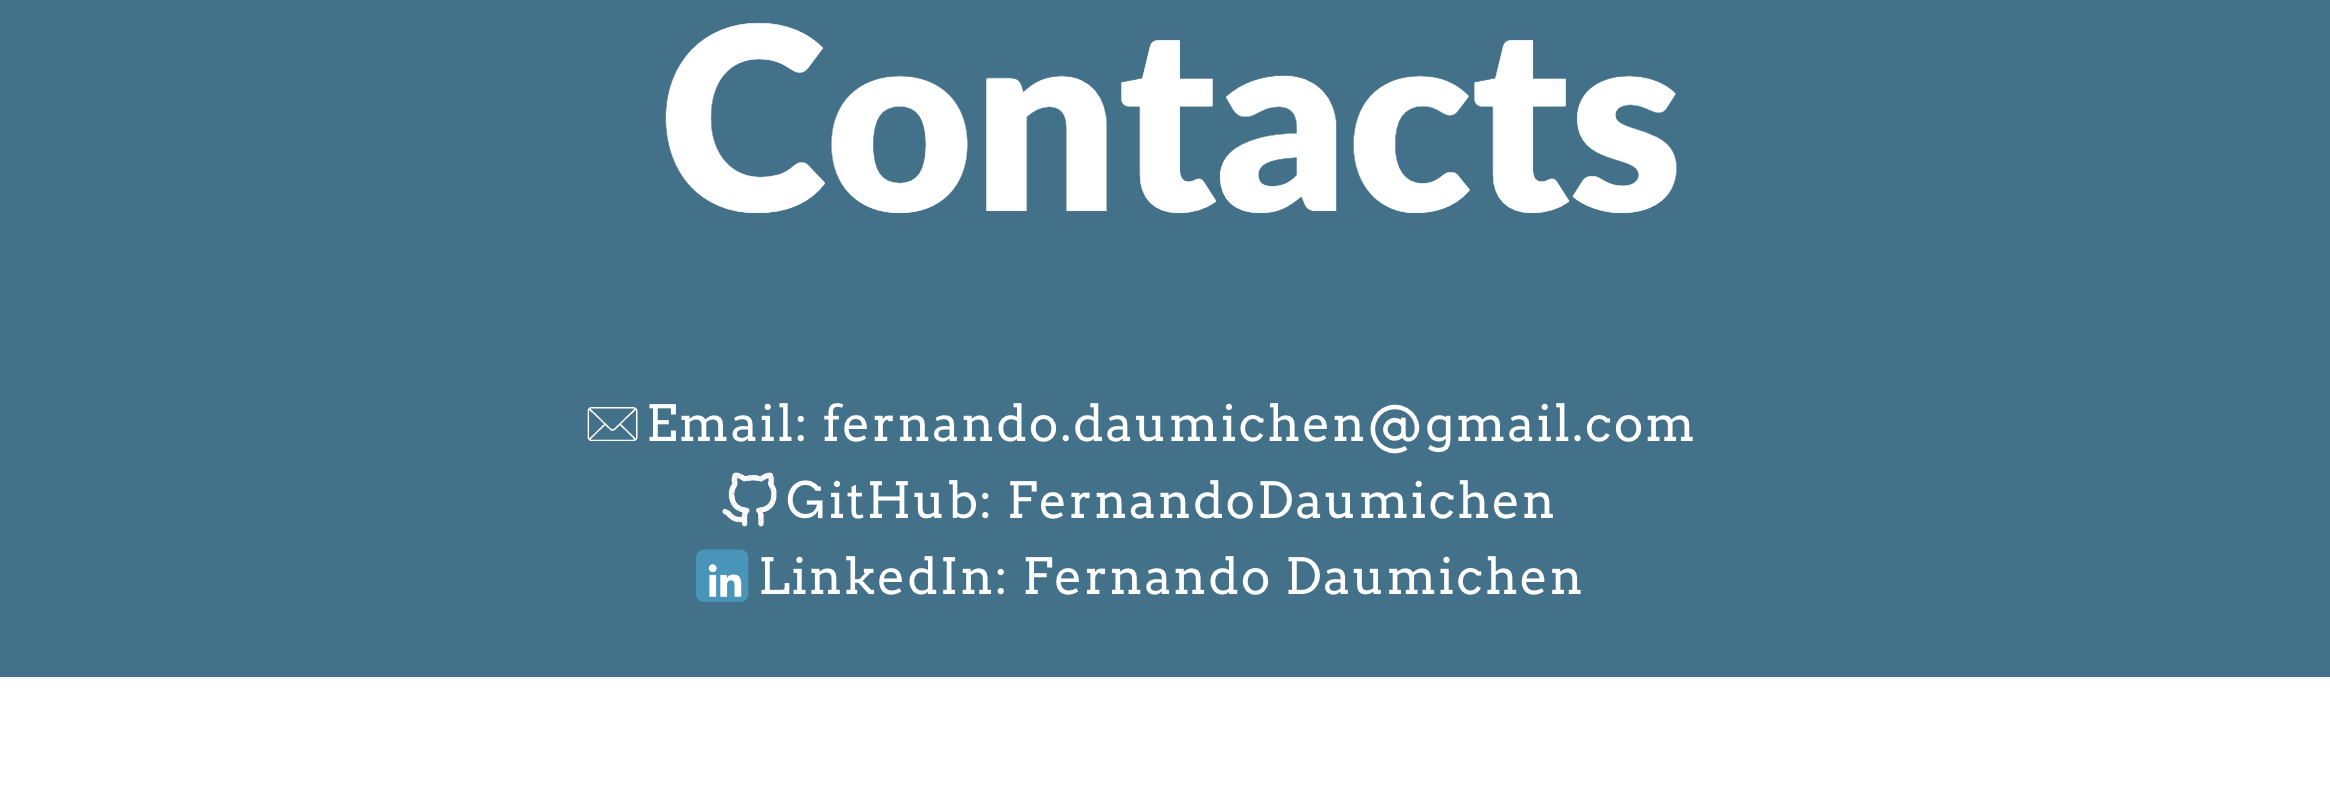 Contacts
Email: fernando.daumichen@gmail.com
GitHub: FernandoDaumichen
in LinkedIn: Fernando Daumichen